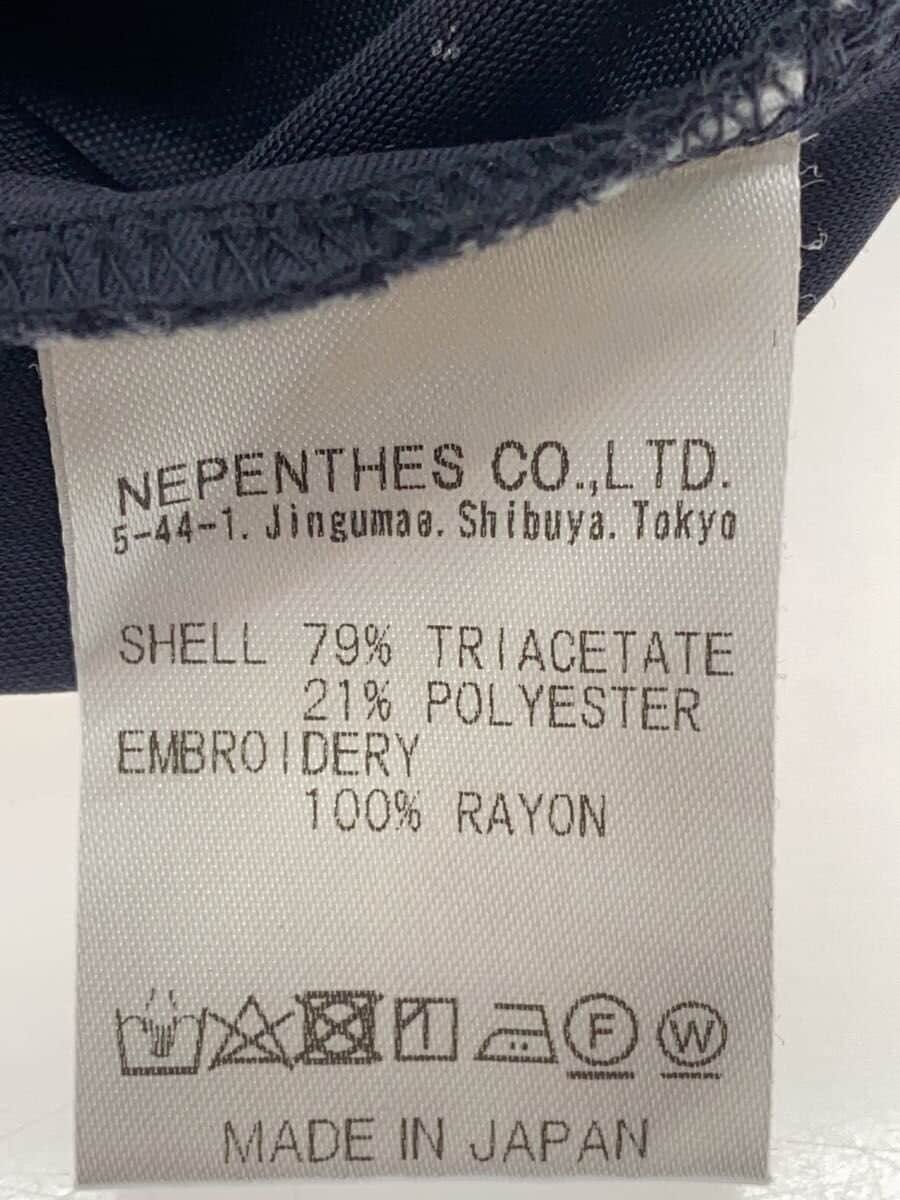 NEPENTHES CO.,LTD.
5-44-1. Jingumae. Shibuya. Tokyo
SHELL 79% TRIACETATE
21% POLYESTER
EMBROIDERY
100% RAYON
F W
MADE IN JAPAN